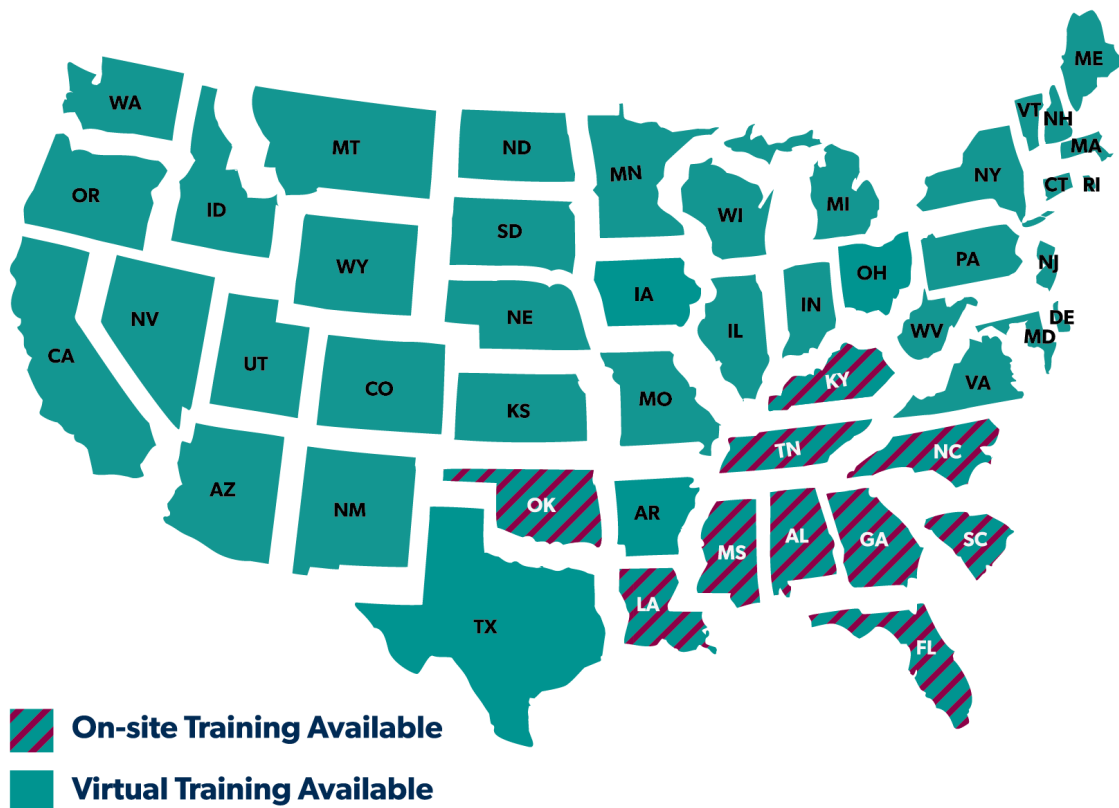 ME
WA
VT
NH
MT
ND
MA
MN
NY
OR
CT
RI
ID
WI
MI
SD
WY
PA
NJ
OH
IA
NE
IN
NV
DE
IL
WV
MD
CA
UT
CO
KY
VA
KS
MO
TN
NC
AZ
NM
OK
AR
AL
GA
SC
MS
LA
TX
FL
On-site Training Available
Virtual Training Available